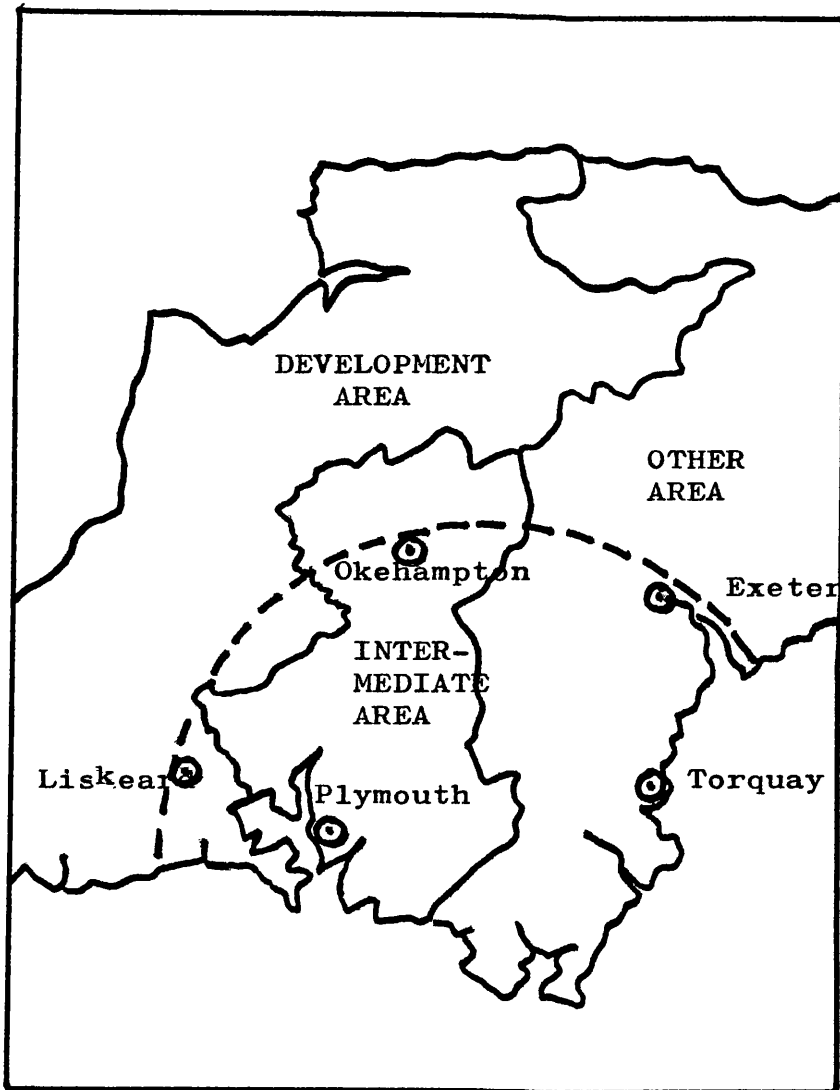 DEVELOPMENT
AREA
OTHER
AREA
Okehampton
Exeter
INTER-
MEDIATE
AREA
Liskeard
Plymouth
Torquay